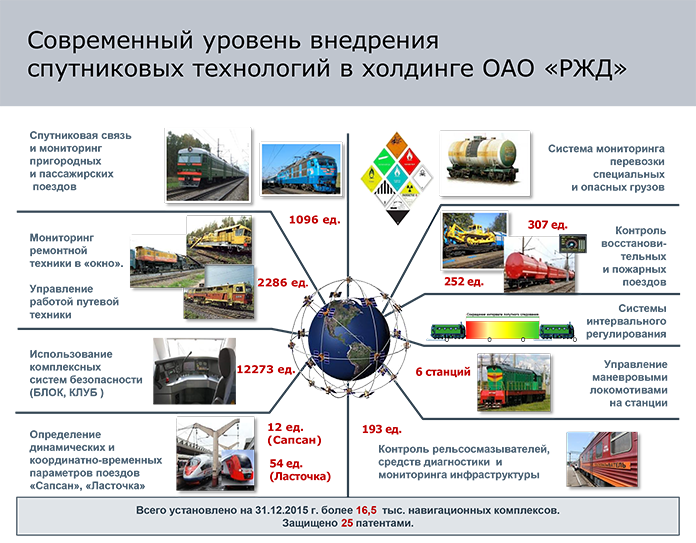 Современный уровень внедрения
спутниковых технологий в холдинге ОАО «РЖД»
Спутниковая связь
и мониторинг
пригородных
и пассажирских
поездов
1096 ед.
Мониторинг
ремонтной
техники в «окно».
Управление
работой путевой
техники
2286 ед.
Использование
комплексных
систем безопасности
(БЛОК, КЛУБ )
12273 ед.
Определение
динамических и
координатно-временных
параметров поездов
«Сапсан», «Ласточка»
12 ед.
(Сапсан)
54 ед.
(Ласточка)
Система мониторинга
перевозки
специальных
и опасных грузов
307 ед.
252 ед.
Контроль
восстанови-
тельных
и пожарных
поездов
Системы
интервального
регулирования
6 станций
Управление
маневровыми
локомотивами
на станции
193 ед.
Контроль рельсосмазывателей,
средств диагностики и
мониторинга инфраструктуры
Всего установлено на 31.12.2015 г. более 16,5 тыс. навигационных комплексов.
Защищено 25 патентами.